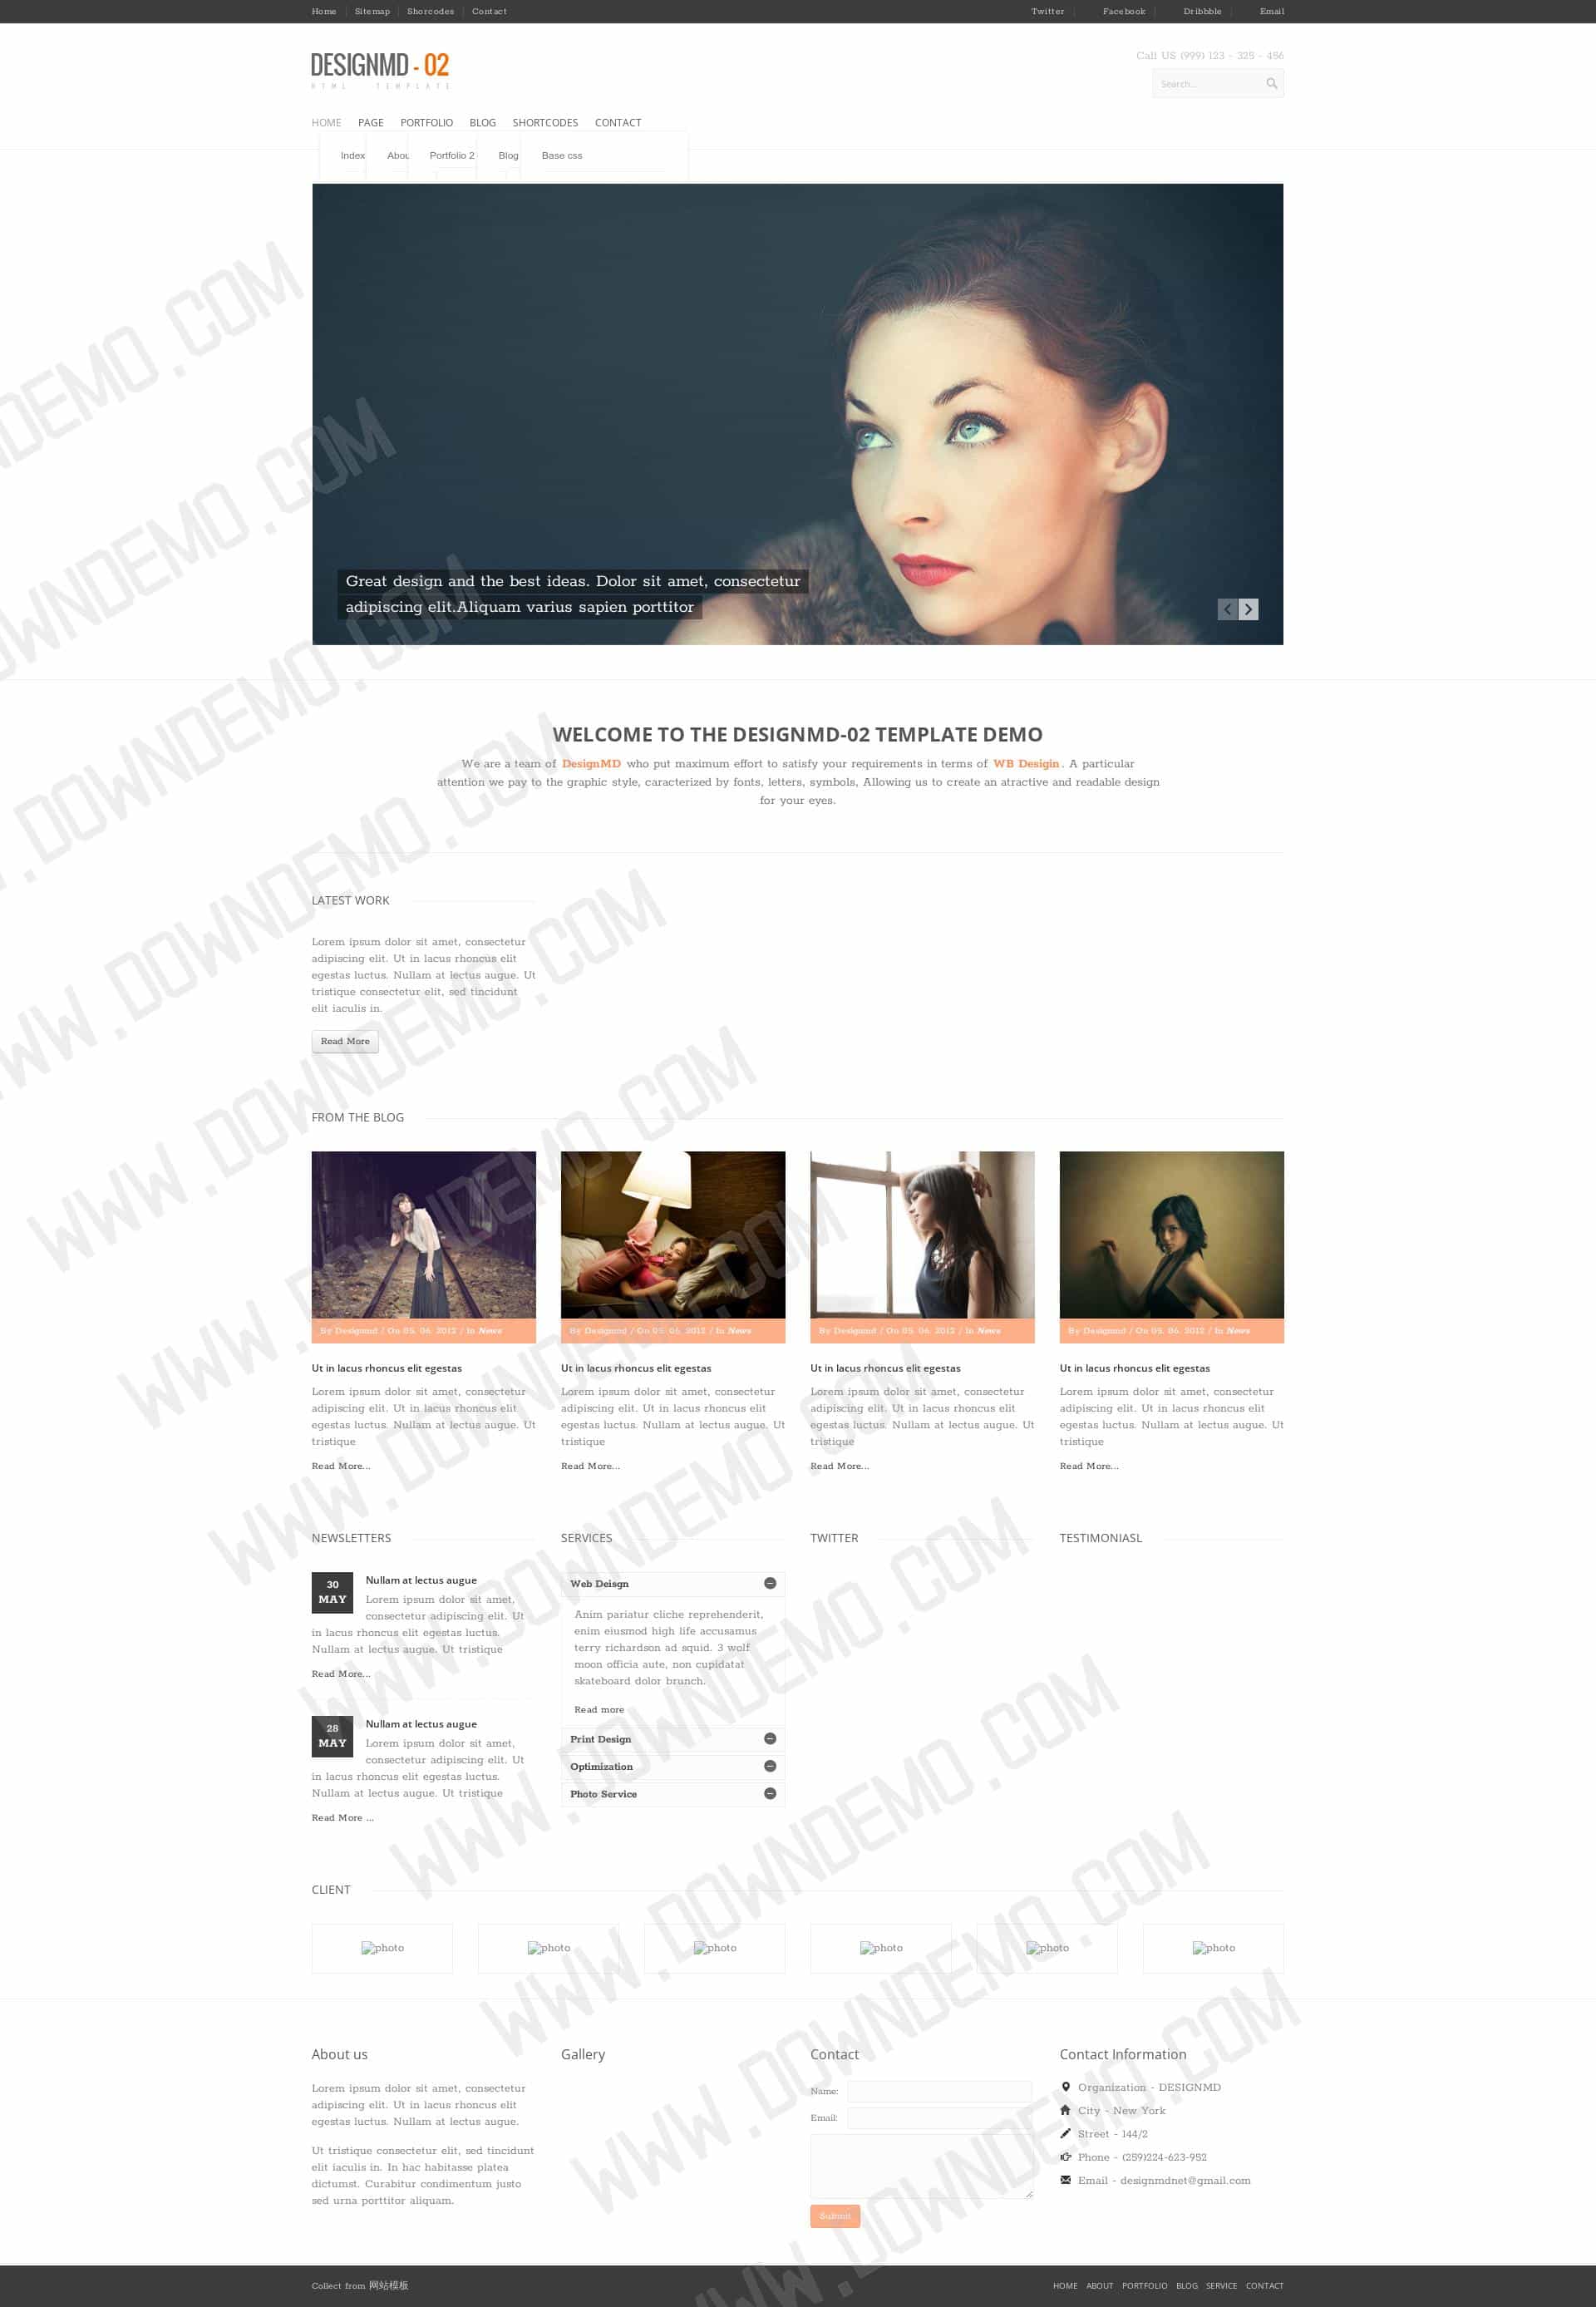 Home Sitemap Shorcodes Contact
Twitter Facebook Dribbble Email
DESIGNMD - 02
HTML TEMPLATE
Call US (999) 123 - 325 - 456
Search...
HOME PAGE PORTFOLIO BLOG SHORTCODES CONTACT
Index Abou Portfolio 2 Blog Base css
Great design and the best ideas. Dolor sit amet, consectetur
adipiscing elit.Aliquam varius sapien porttitor
WELCOME TO THE DESIGNMD-02 TEMPLATE DEMO
We are a team of DesignMD who put maximum effort to satisfy your requirements in terms of WB Desigin. A particular
attention we pay to the graphic style, caracterized by fonts, letters, symbols, Allowing us to create an atractive and readable design
for your eyes.
LATEST WORK
Lorem ipsum dolor sit amet, consectetur
adipiscing elit. Ut in lacus rhoncus elit
egestas luctus. Nullam at lectus augue. Ut
tristique consectetur elit, sed tincidunt
elit iaculis in.
Read More
FROM THE BLOG
By Designmd / On 05. 06. 2012 / In News
Ut in lacus rhoncus elit egestas
Lorem ipsum dolor sit amet, consectetur
adipiscing elit. Ut in lacus rhoncus elit
egestas luctus. Nullam at lectus augue. Ut
tristique
Read More...
By Designmd / On 05. 06. 2012 / In News
Ut in lacus rhoncus elit egestas
Lorem ipsum dolor sit amet, consectetur
adipiscing elit. Ut in lacus rhoncus elit
egestas luctus. Nullam at lectus augue. Ut
tristique
Read More...
By Designmd / On 05. 06. 2012 / In News
Ut in lacus rhoncus elit egestas
Lorem ipsum dolor sit amet, consectetur
adipiscing elit. Ut in lacus rhoncus elit
egestas luctus. Nullam at lectus augue. Ut
tristique
Read More...
By Designmd / On 05. 06. 2012 / In News
Ut in lacus rhoncus elit egestas
Lorem ipsum dolor sit amet, consectetur
adipiscing elit. Ut in lacus rhoncus elit
egestas luctus. Nullam at lectus augue. Ut
tristique
Read More...
NEWSLETTERS
30
MAY
Nullam at lectus augue
Lorem ipsum dolor sit amet,
consectetur adipiscing elit. Ut
in lacus rhoncus elit egestas luctus.
Nullam at lectus augue. Ut tristique
Read More...
28
MAY
Nullam at lectus augue
Lorem ipsum dolor sit amet,
consectetur adipiscing elit. Ut
in lacus rhoncus elit egestas luctus.
Nullam at lectus augue. Ut tristique
Read More ...
SERVICES
Web Deisgn
Anim pariatur cliche reprehenderit,
enim eiusmod high life accusamus
terry richardson ad squid. 3 wolf
moon officia aute, non cupidatat
skateboard dolor brunch.
Read more
Print Design
Optimization
Photo Service
TWITTER
TESTIMONIASL
CLIENT
photo photo photo photo photo photo
About us
Lorem ipsum dolor sit amet, consectetur
adipiscing elit. Ut in lacus rhoncus elit
egestas luctus. Nullam at lectus augue.
Ut tristique consectetur elit, sed tincidunt
elit iaculis in. In hac habitasse platea
dictumst. Curabitur condimentum justo
sed urna porttitor aliquam.
Gallery
Contact
Name:
Email:
Submit
Contact Information
Organization - DESIGNMD
City - New York
Street - 144/2
Phone - (259)224-623-952
Email - designmdnet@gmail.com
Collect from 网站模板
HOME ABOUT PORTFOLIO BLOG SERVICE CONTACT
WWW.DOWNDEMO.COM